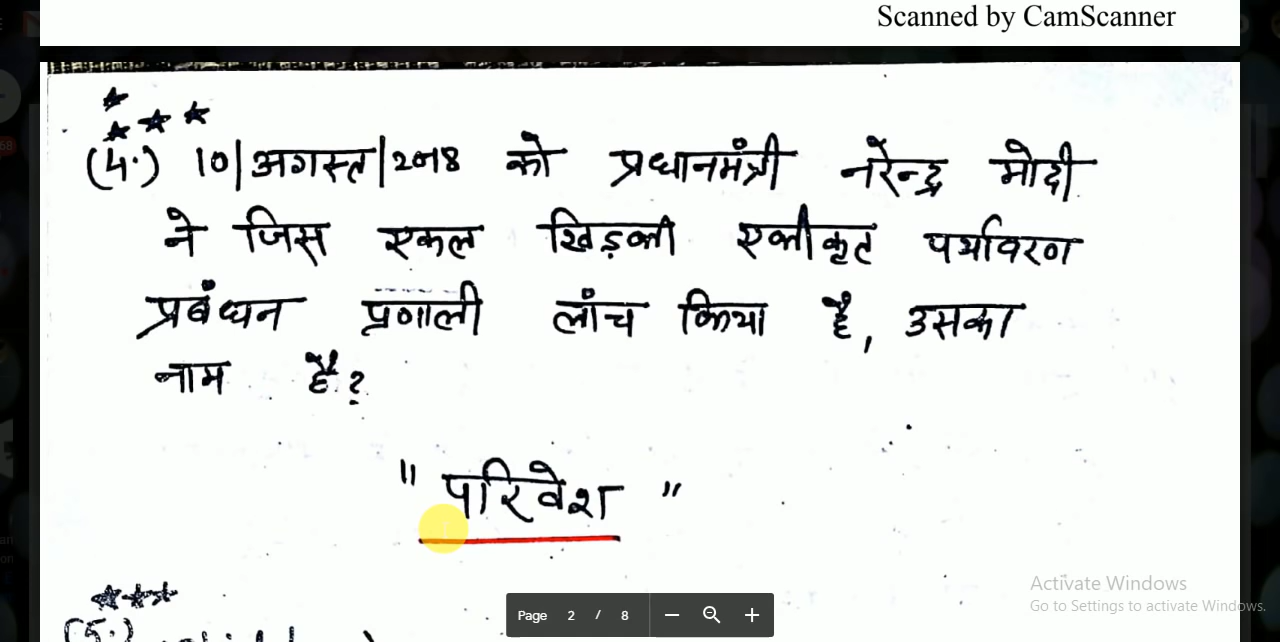 Scanned by CamScanner
(4.) 10|अगस्त|2018 को प्रधानमंत्री नरेन्द्र मोदी
ने जिस एकल खिड़की एकीकृत पर्यावरण
प्रबंधन प्रणाली लांच किया है, उसका
नाम है?
"परिवेश"
(5.)
Page 2 / 8
Activate Windows
Go to Settings to activate Windows.
68